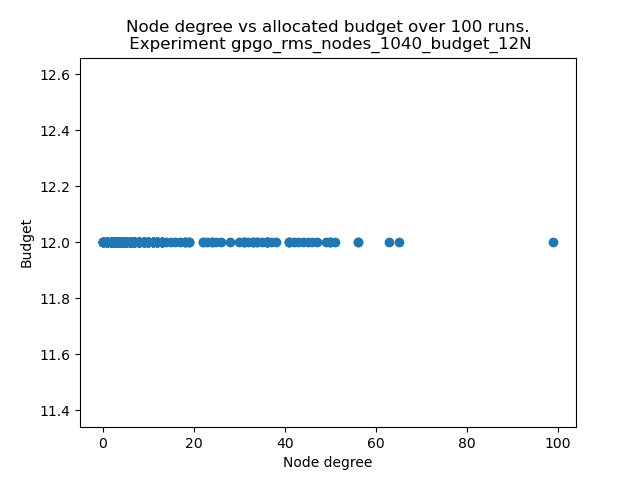 Node degree vs allocated budget over 100 runs.
Experiment gpgo_rms_nodes_1040_budget_12N
12.6
12.4
12.2
12.0
11.8
11.6
11.4
Budget
0 20 40 60 80 100
Node degree